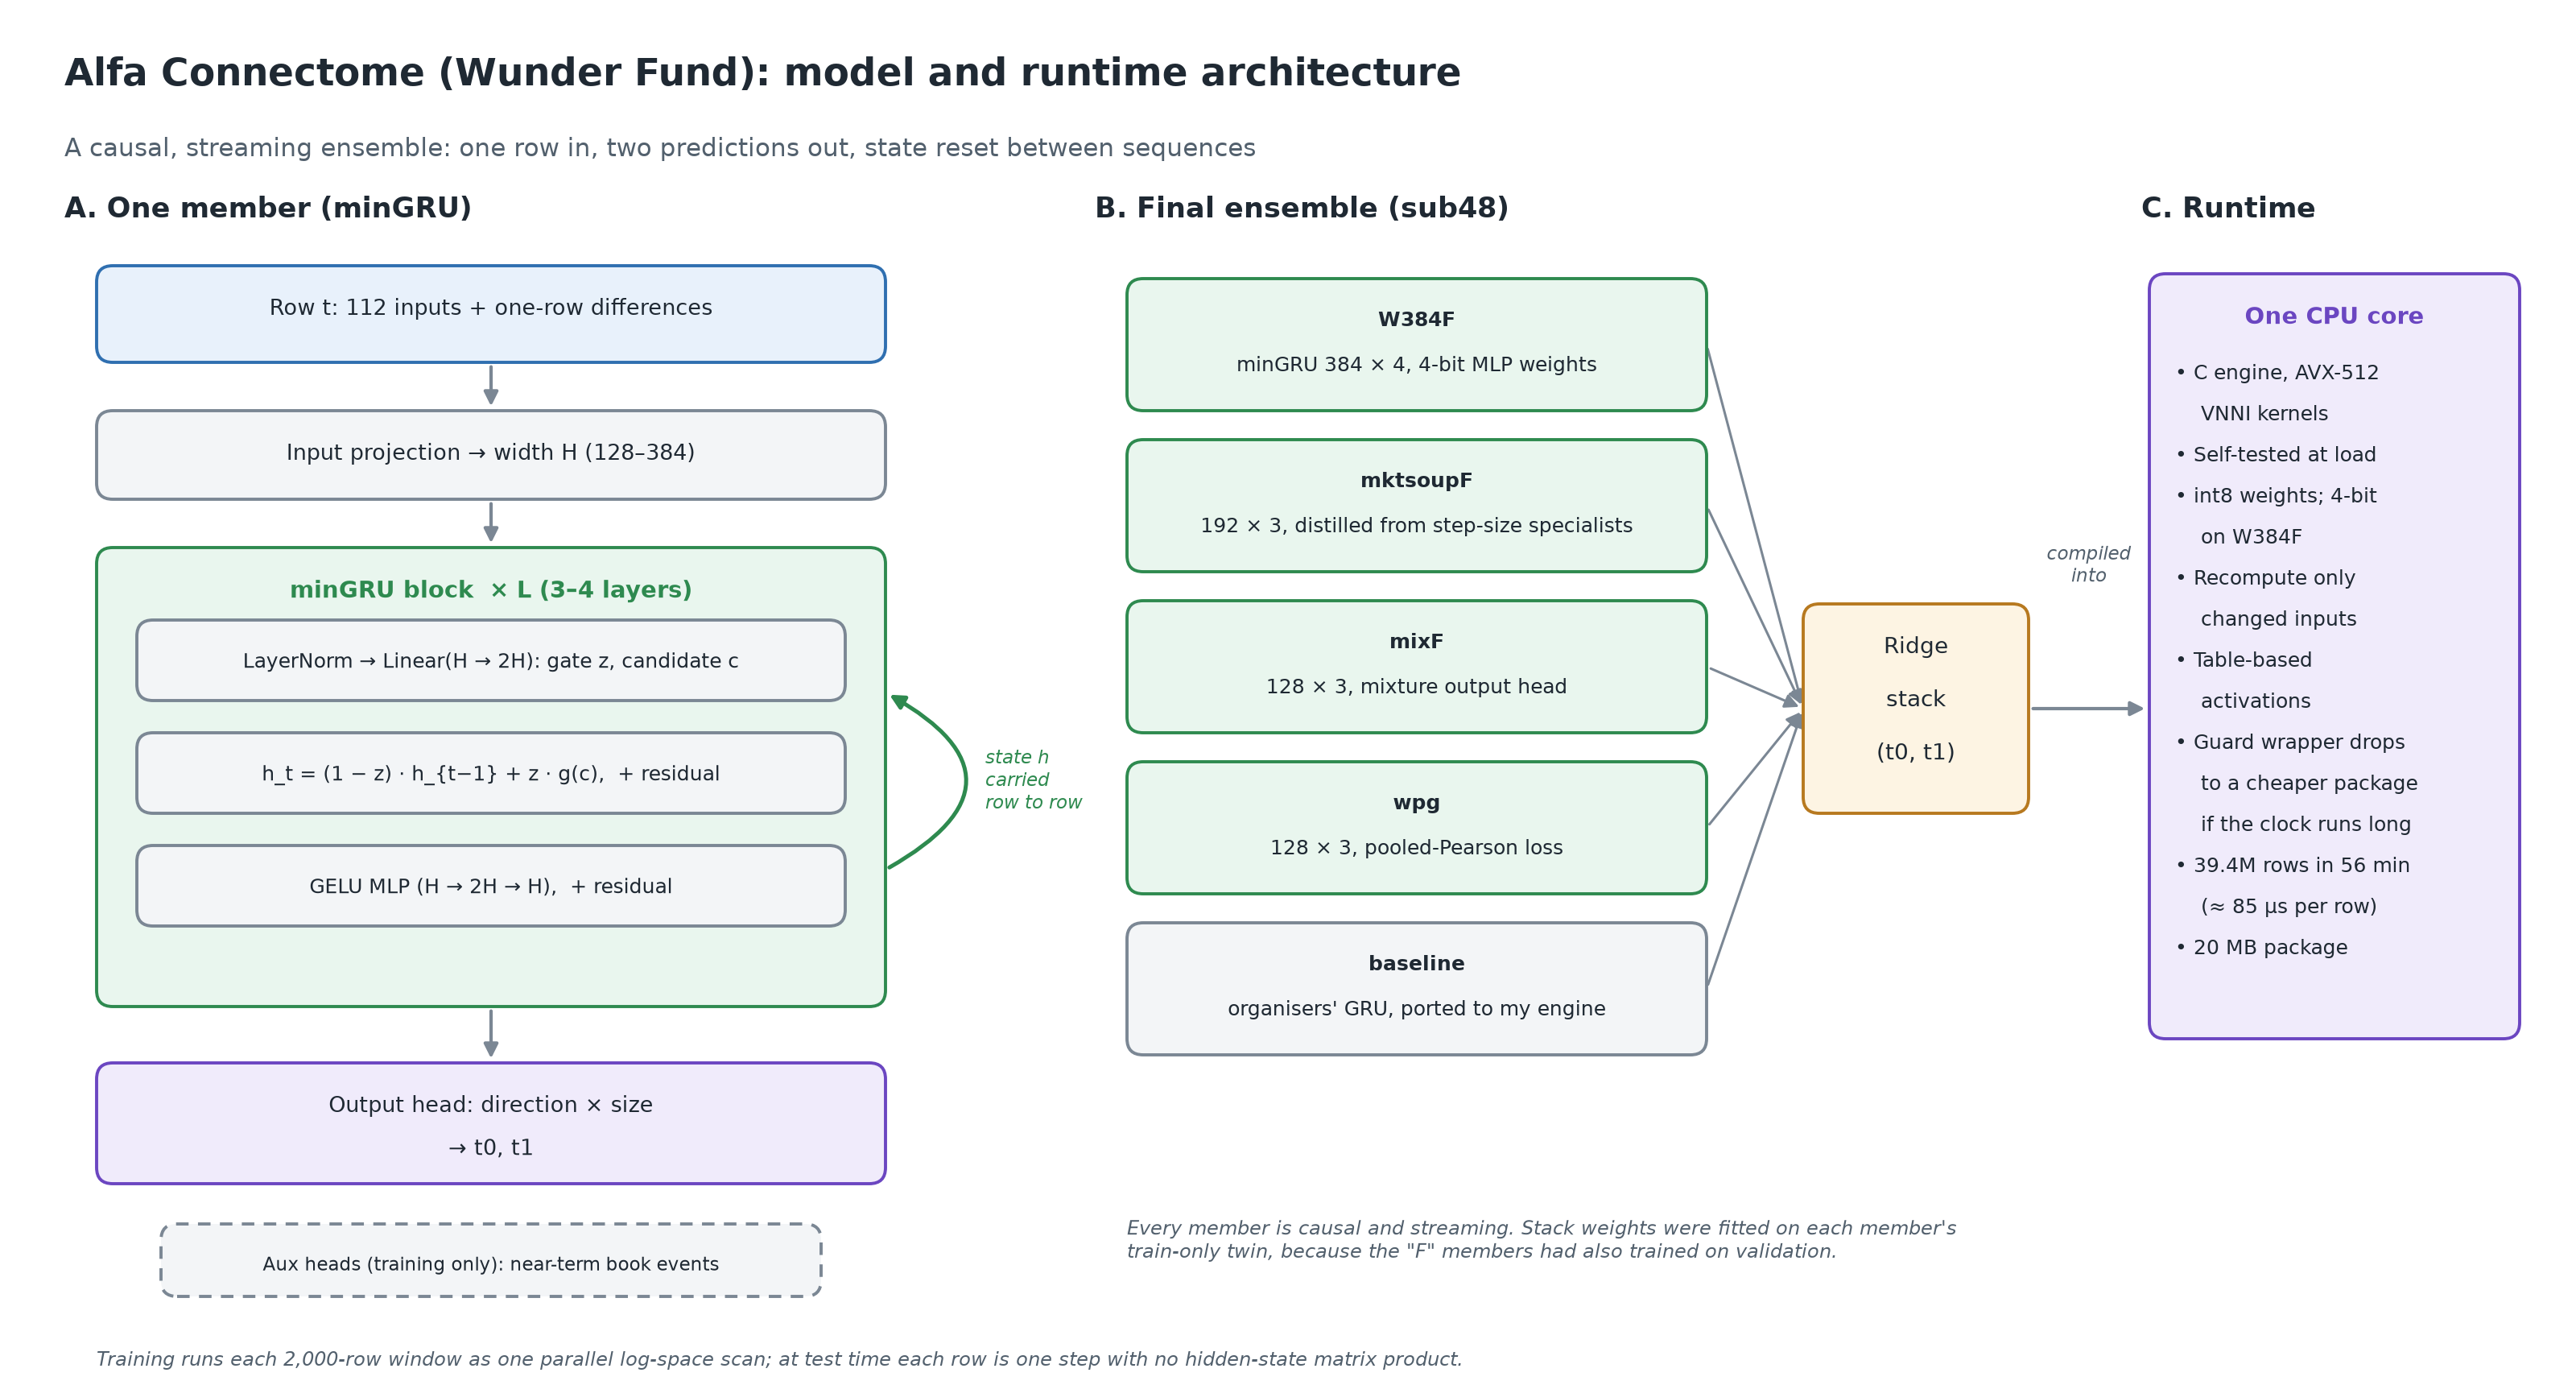 Alfa Connectome (Wunder Fund): model and runtime architecture
A causal, streaming ensemble: one row in, two predictions out, state reset between sequences
A. One member (minGRU)
Row t: 112 inputs + one-row differences
Input projection → width H (128–384)
minGRU block × L (3–4 layers)
LayerNorm → Linear(H → 2H): gate z, candidate c
h_t = (1 − z) · h_{t−1} + z · g(c), + residual
GELU MLP (H → 2H → H), + residual
state h
carried
row to row
Output head: direction × size
→ t0, t1
Aux heads (training only): near-term book events
B. Final ensemble (sub48)
W384F
minGRU 384 × 4, 4-bit MLP weights
mktsoupF
192 × 3, distilled from step-size specialists
mixF
128 × 3, mixture output head
wpg
128 × 3, pooled-Pearson loss
baseline
organisers' GRU, ported to my engine
Ridge
stack
(t0, t1)
compiled
into
Every member is causal and streaming. Stack weights were fitted on each member's
train-only twin, because the "F" members had also trained on validation.
C. Runtime
One CPU core
• C engine, AVX-512
VNNI kernels
• Self-tested at load
• int8 weights; 4-bit
on W384F
• Recompute only
changed inputs
• Table-based
activations
• Guard wrapper drops
to a cheaper package
if the clock runs long
• 39.4M rows in 56 min
(≈ 85 µs per row)
• 20 MB package
Training runs each 2,000-row window as one parallel log-space scan; at test time each row is one step with no hidden-state matrix product.